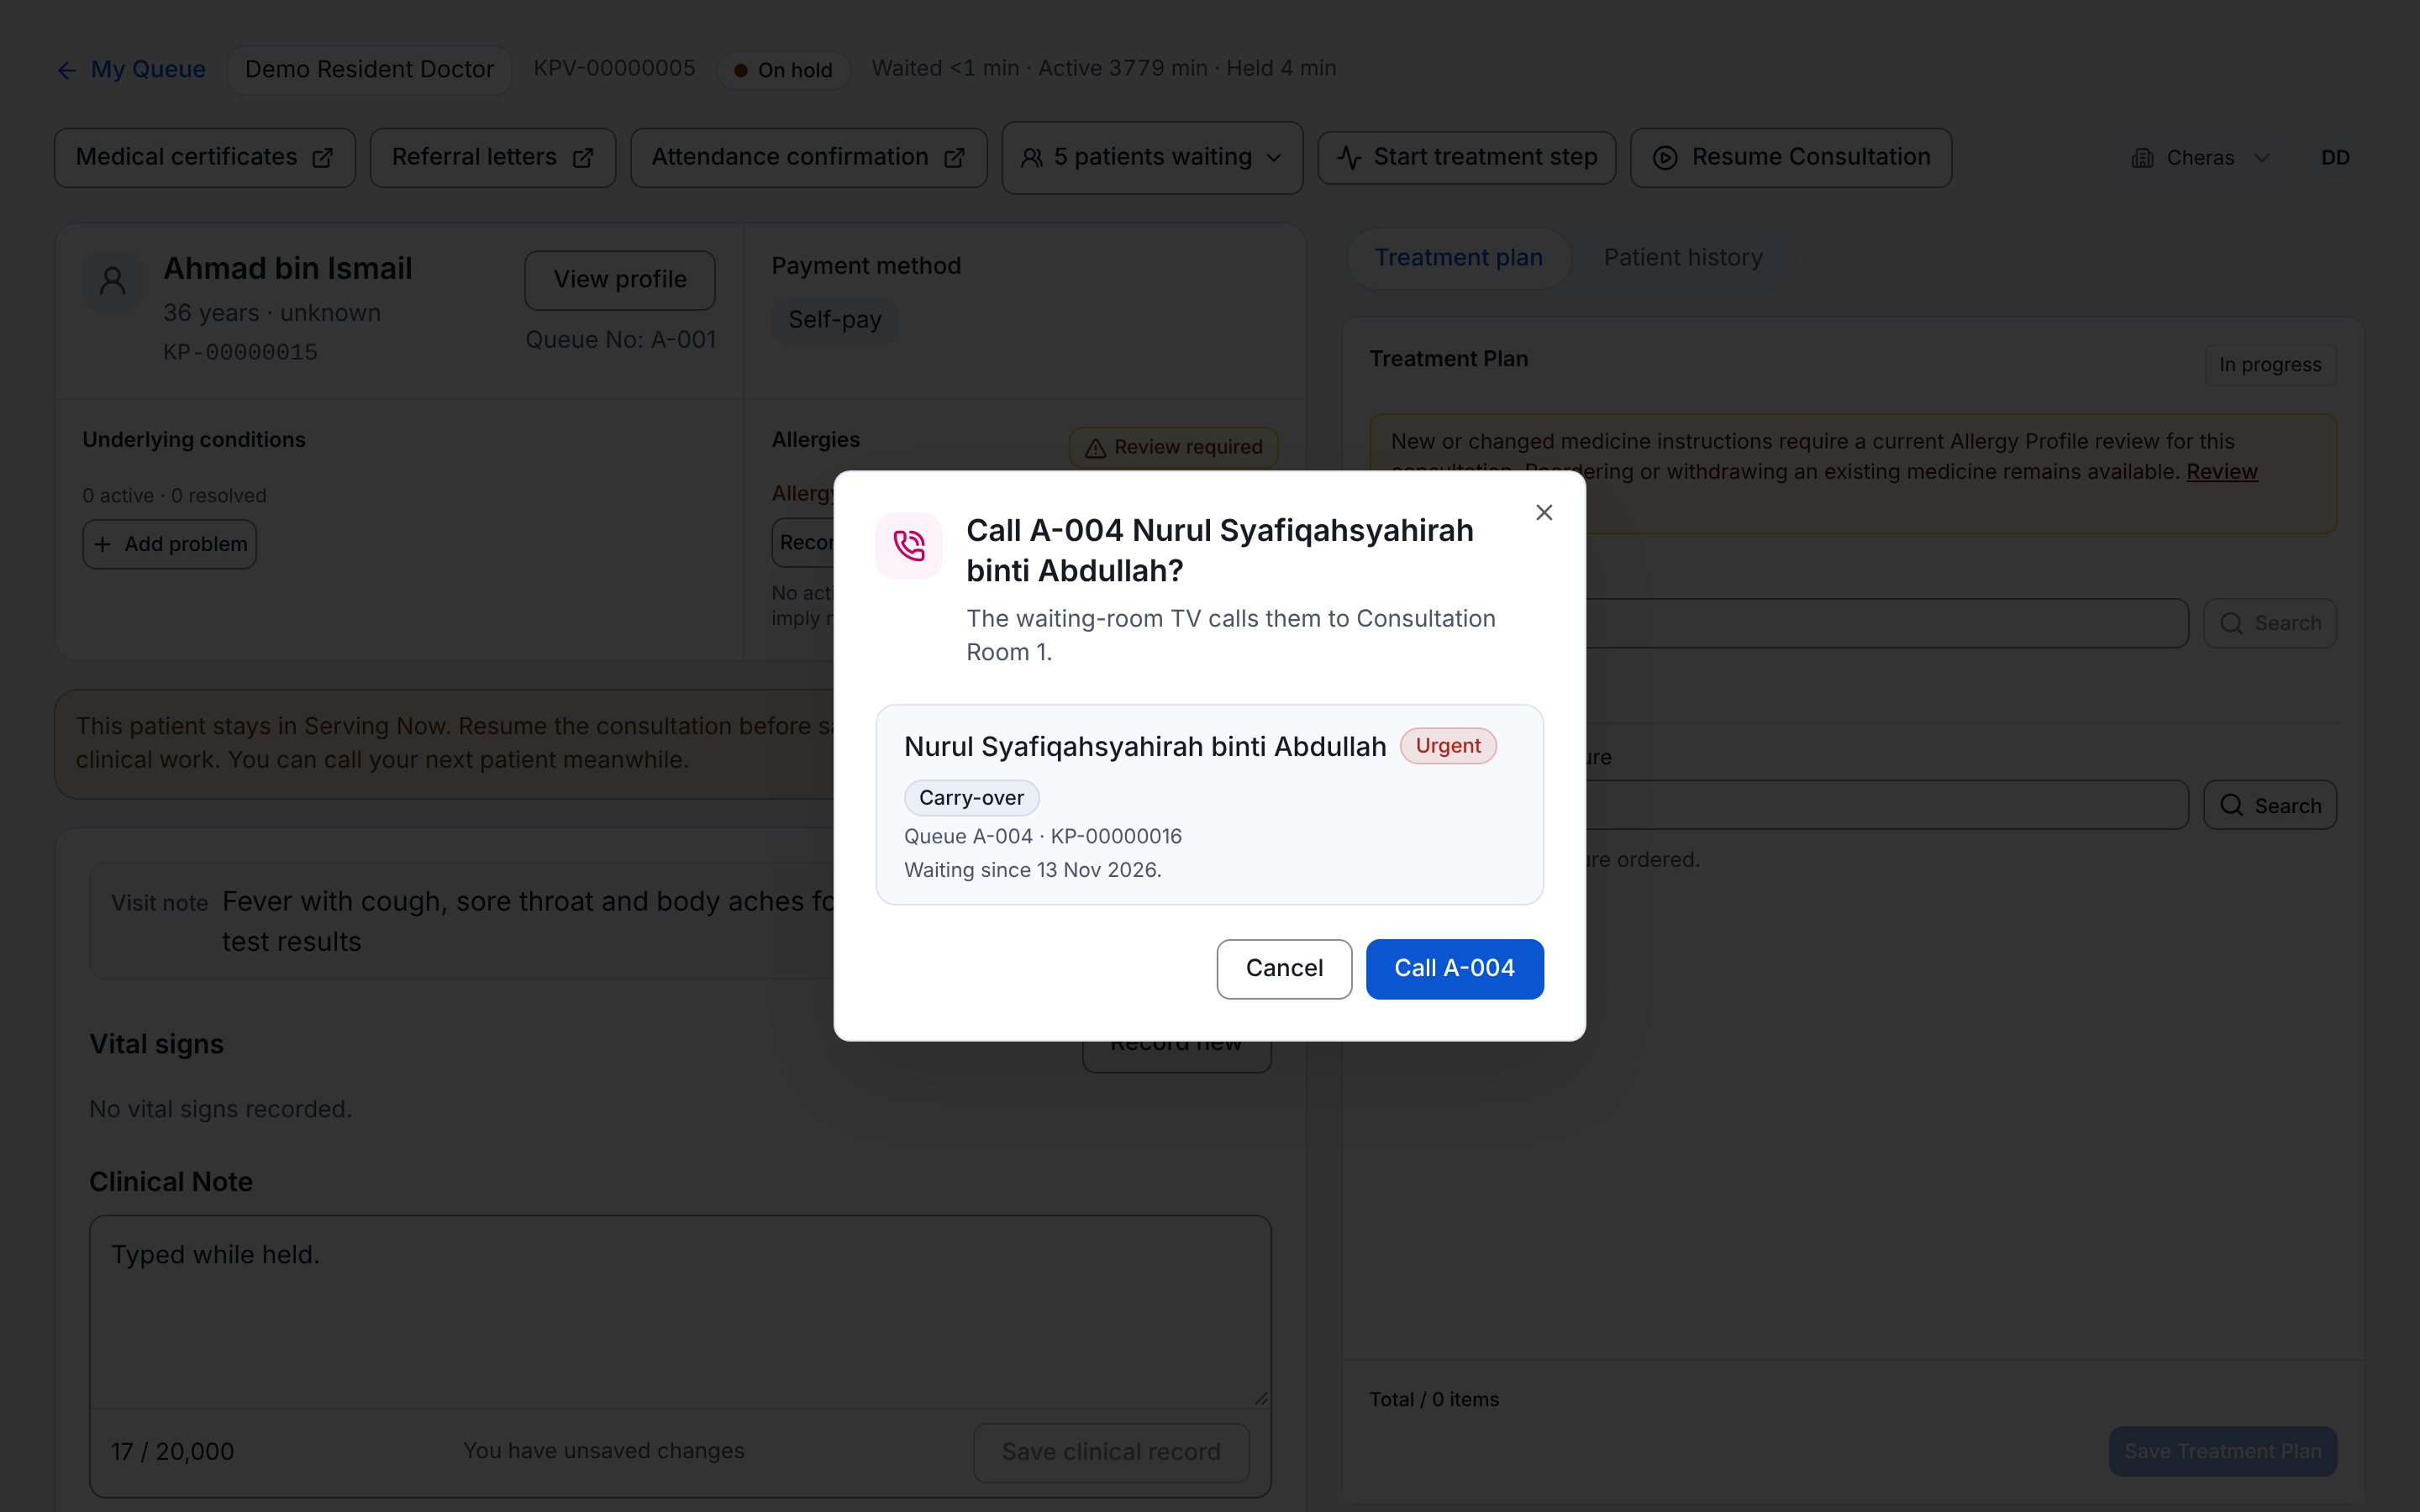 My Queue
Demo Resident Doctor
KPV-00000005
On hold
Waited <1 min · Active 3779 min · Held 4 min
Medical certificates
Referral letters
Attendance confirmation
5 patients waiting
Start treatment step
Resume Consultation
Cheras
DD
Ahmad bin Ismail
36 years · unknown
KP-00000015
View profile
Queue No: A-001
Payment method
Self-pay
Underlying conditions
0 active · 0 resolved
Add problem
Allergies
Review required
Allergy
No
imply
This patient stays in Serving Now. Resume the consultation before
clinical work. You can call your next patient meanwhile.
Visit note
Fever with cough, sore throat and body aches
test results
Vital signs
Record new
No vital signs recorded.
Clinical Note
Typed while held.
17 / 20,000
You have unsaved changes
Save clinical record
Treatment plan
Patient history
Treatment Plan
In progress
New or changed medicine instructions require a current Allergy Profile review for this
consultation. Reordering or withdrawing an existing medicine remains available. Review
Search
Search
ordered.
Total / 0 items
Save Treatment Plan
Call A-004 Nurul Syafiqahsyahirah
binti Abdullah?
The waiting-room TV calls them to Consultation
Room 1.
Nurul Syafiqahsyahirah binti Abdullah
Urgent
Carry-over
Queue A-004 · KP-00000016
Waiting since 13 Nov 2026.
Cancel
Call A-004